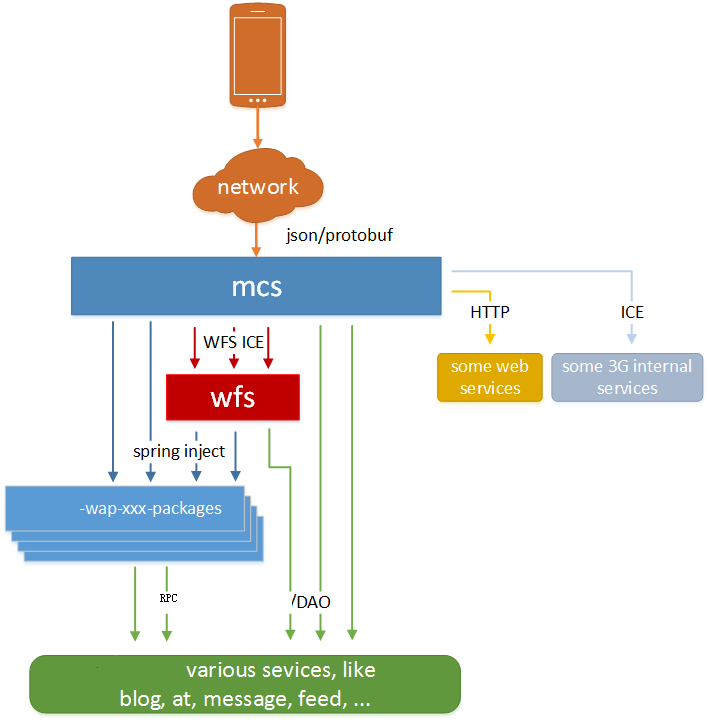 network
json/protobuf
mcs
HTTP
ICE
WFS ICE
some web
services
some 3G internal
services
wfs
spring inject
-wap-xxx-packages
RPC
/DAO
various sevices, like
blog, at, message, feed, ...